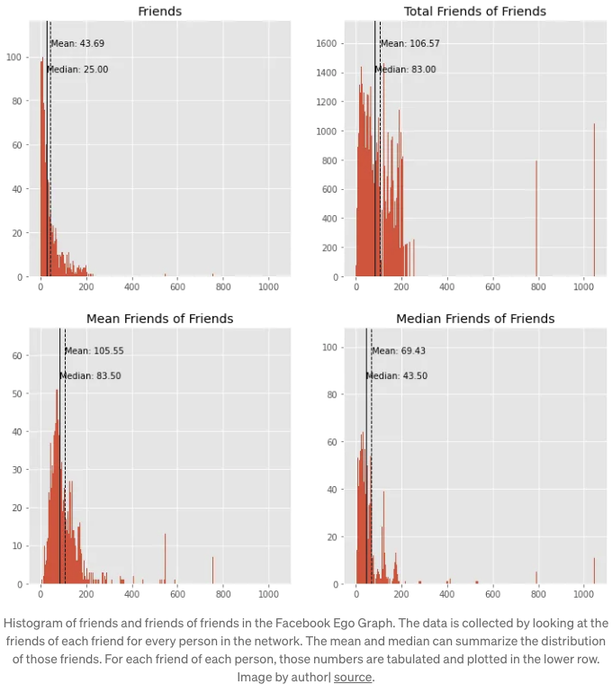 Friends
Mean: 43.69
Median: 25.00
100
80
60
40
20
0
0 200 400 600 800 1000
Total Friends of Friends
Mean: 106.57
Median: 83.00
1600
1400
1200
1000
800
600
400
200
0
0 200 400 600 800 1000
Mean Friends of Friends
Mean: 105.55
Median: 83.50
60
50
40
30
20
10
0
0 200 400 600 800 1000
Median Friends of Friends
Mean: 69.43
Median: 43.50
100
80
60
40
20
0
0 200 400 600 800 1000
Histogram of friends and friends of friends in the Facebook Ego Graph. The data is collected by looking at the
friends of each friend for every person in the network. The mean and median can summarize the distribution
of those friends. For each friend of each person, those numbers are tabulated and plotted in the lower row.
Image by author| source.